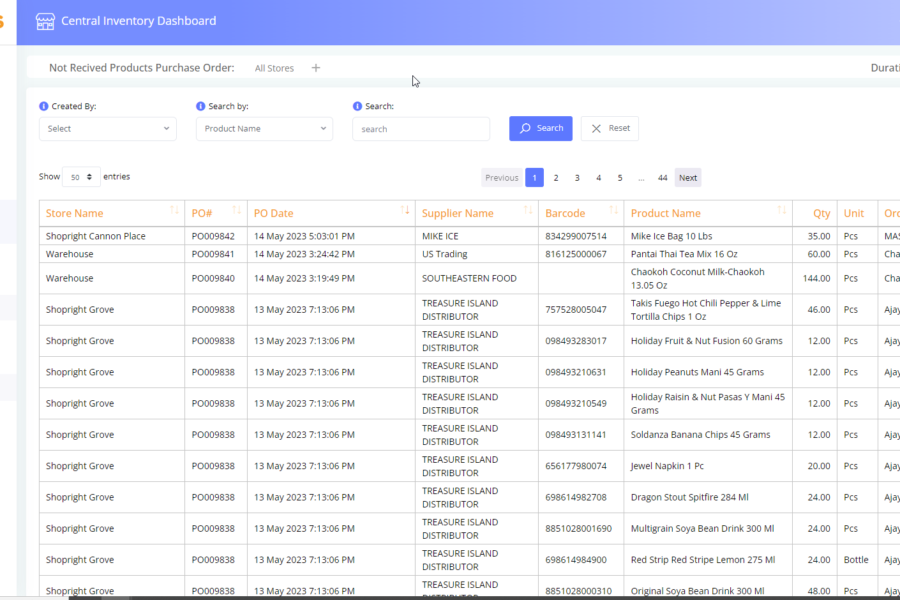 Central Inventory Dashboard
Not Recived Products Purchase Order: All Stores + Durati
Created By: Search by: Search:
Select Product Name search Search Reset
Show 50 entries Previous 1 2 3 4 5 ... 44 Next
Store Name PO# PO Date Supplier Name Barcode Product Name Qty Unit Ord
Shopright Cannon Place PO009842 14 May 2023 5:03:01 PM MIKE ICE 834299007514 Mike Ice Bag 10 Lbs 35.00 Pcs MAS
Warehouse PO009841 14 May 2023 3:24:42 PM US Trading 816125000067 Pantai Thai Tea Mix 16 Oz 60.00 Pcs Cha
Warehouse PO009840 14 May 2023 3:19:49 PM SOUTHEASTERN FOOD Chaokoh Coconut Milk-Chaokoh 13.05 Oz 144.00 Pcs Cha
Shopright Grove PO009838 13 May 2023 7:13:06 PM TREASURE ISLAND DISTRIBUTOR 757528005047 Takis Fuego Hot Chili Pepper & Lime Tortilla Chips 1 Oz 46.00 Pcs Ajay
Shopright Grove PO009838 13 May 2023 7:13:06 PM TREASURE ISLAND DISTRIBUTOR 098493283017 Holiday Fruit & Nut Fusion 60 Grams 12.00 Pcs Ajay
Shopright Grove PO009838 13 May 2023 7:13:06 PM TREASURE ISLAND DISTRIBUTOR 098493210631 Holiday Peanuts Mani 45 Grams 12.00 Pcs Ajay
Shopright Grove PO009838 13 May 2023 7:13:06 PM TREASURE ISLAND DISTRIBUTOR 098493210549 Holiday Raisin & Nut Pasas Y Mani 45 Grams 12.00 Pcs Ajay
Shopright Grove PO009838 13 May 2023 7:13:06 PM TREASURE ISLAND DISTRIBUTOR 098493131141 Soldanza Banana Chips 45 Grams 12.00 Pcs Ajay
Shopright Grove PO009838 13 May 2023 7:13:06 PM TREASURE ISLAND DISTRIBUTOR 656177980074 Jewel Napkin 1 Pc 20.00 Pcs Ajay
Shopright Grove PO009838 13 May 2023 7:13:06 PM TREASURE ISLAND DISTRIBUTOR 698614982708 Dragon Stout Spitfire 284 Ml 24.00 Pcs Ajay
Shopright Grove PO009838 13 May 2023 7:13:06 PM TREASURE ISLAND DISTRIBUTOR 8851028001690 Multigrain Soya Bean Drink 300 Ml 24.00 Pcs Ajay
Shopright Grove PO009838 13 May 2023 7:13:06 PM TREASURE ISLAND DISTRIBUTOR 698614984900 Red Strip Red Stripe Lemon 275 Ml 24.00 Bottle Ajay
Shopright Grove PO009838 13 May 2023 7:13:06 PM TREASURE ISLAND DISTRIBUTOR 8851028000310 Original Soya Bean Drink 300 Ml 48.00 Pcs Ajay